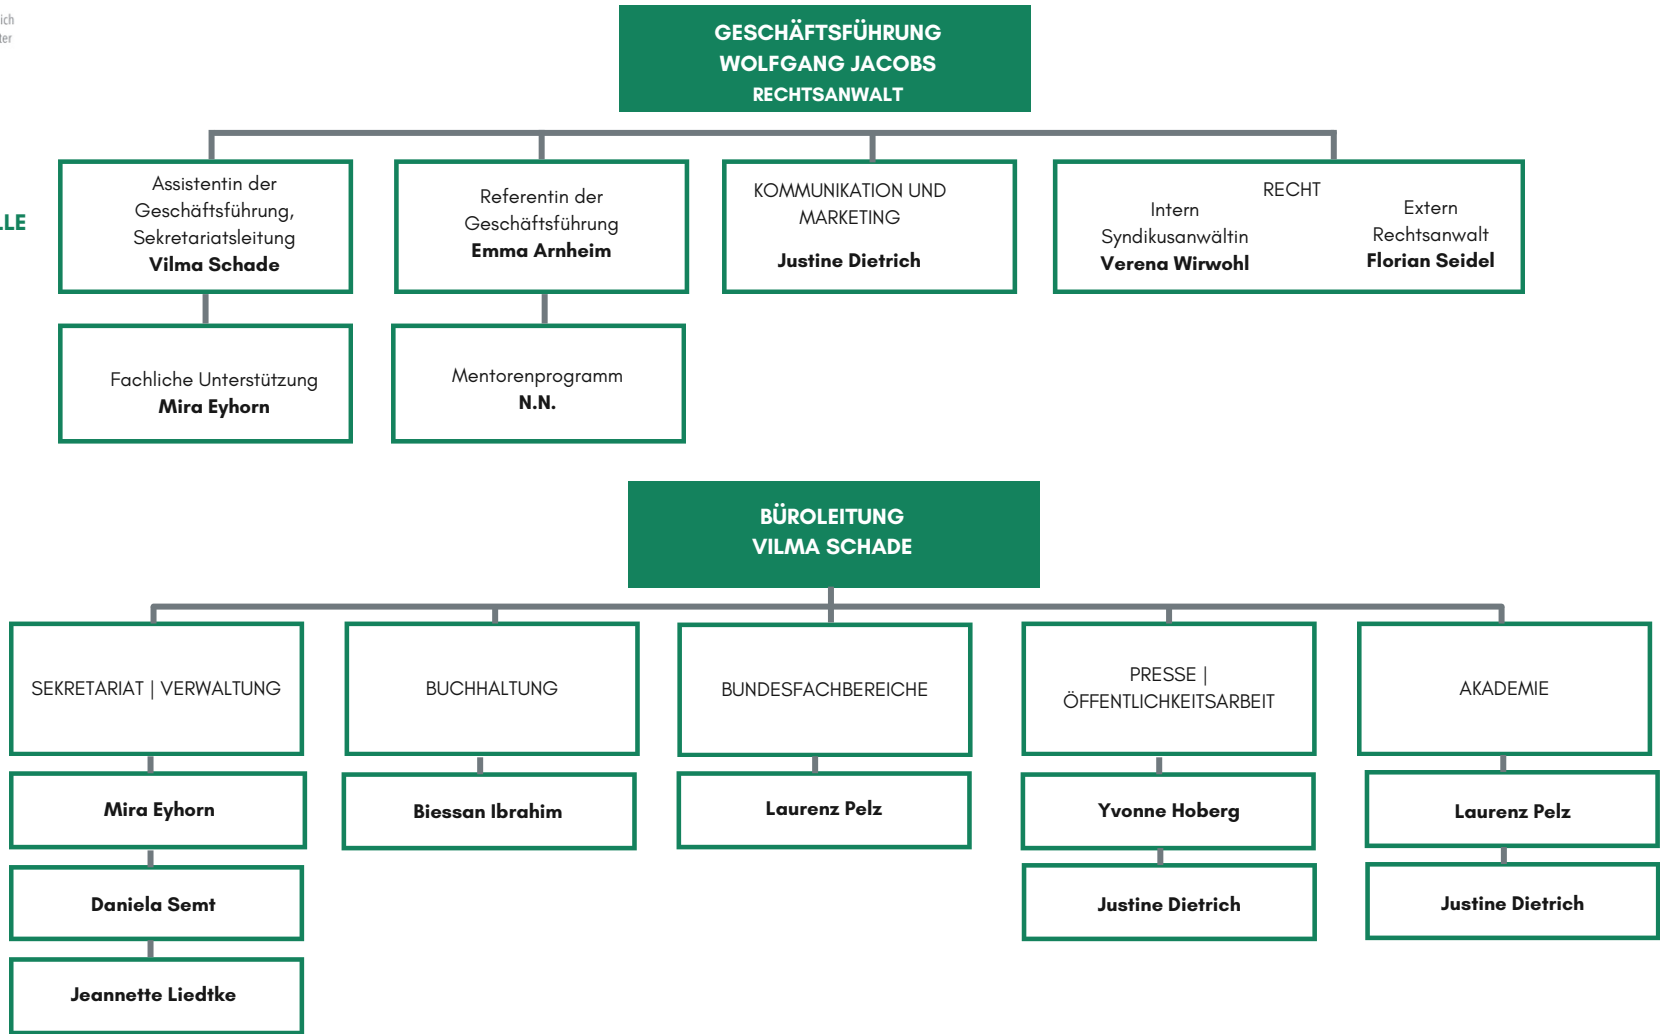 GESCHÄFTSFÜHRUNG
WOLFGANG JACOBS
RECHTSANWALT
Assistentin der
Geschäftsführung,
Sekretariatsleitung
Vilma Schade
Referentin der
Geschäftsführung
Emma Arnheim
KOMMUNIKATION UND
MARKETING
Justine Dietrich
RECHT
Intern
Syndikusanwältin
Verena Wirwohl
Extern
Rechtsanwalt
Florian Seidel
Fachliche Unterstützung
Mira Eyhorn
Mentorenprogramm
N.N.
BÜROLEITUNG
VILMA SCHADE
SEKRETARIAT | VERWALTUNG
BUCHHALTUNG
BUNDESFACHBEREICHE
PRESSE |
ÖFFENTLICHKEITSARBEIT
AKADEMIE
Mira Eyhorn
Biessan Ibrahim
Laurenz Pelz
Yvonne Hoberg
Laurenz Pelz
Daniela Semt
Justine Dietrich
Justine Dietrich
Jeannette Liedtke